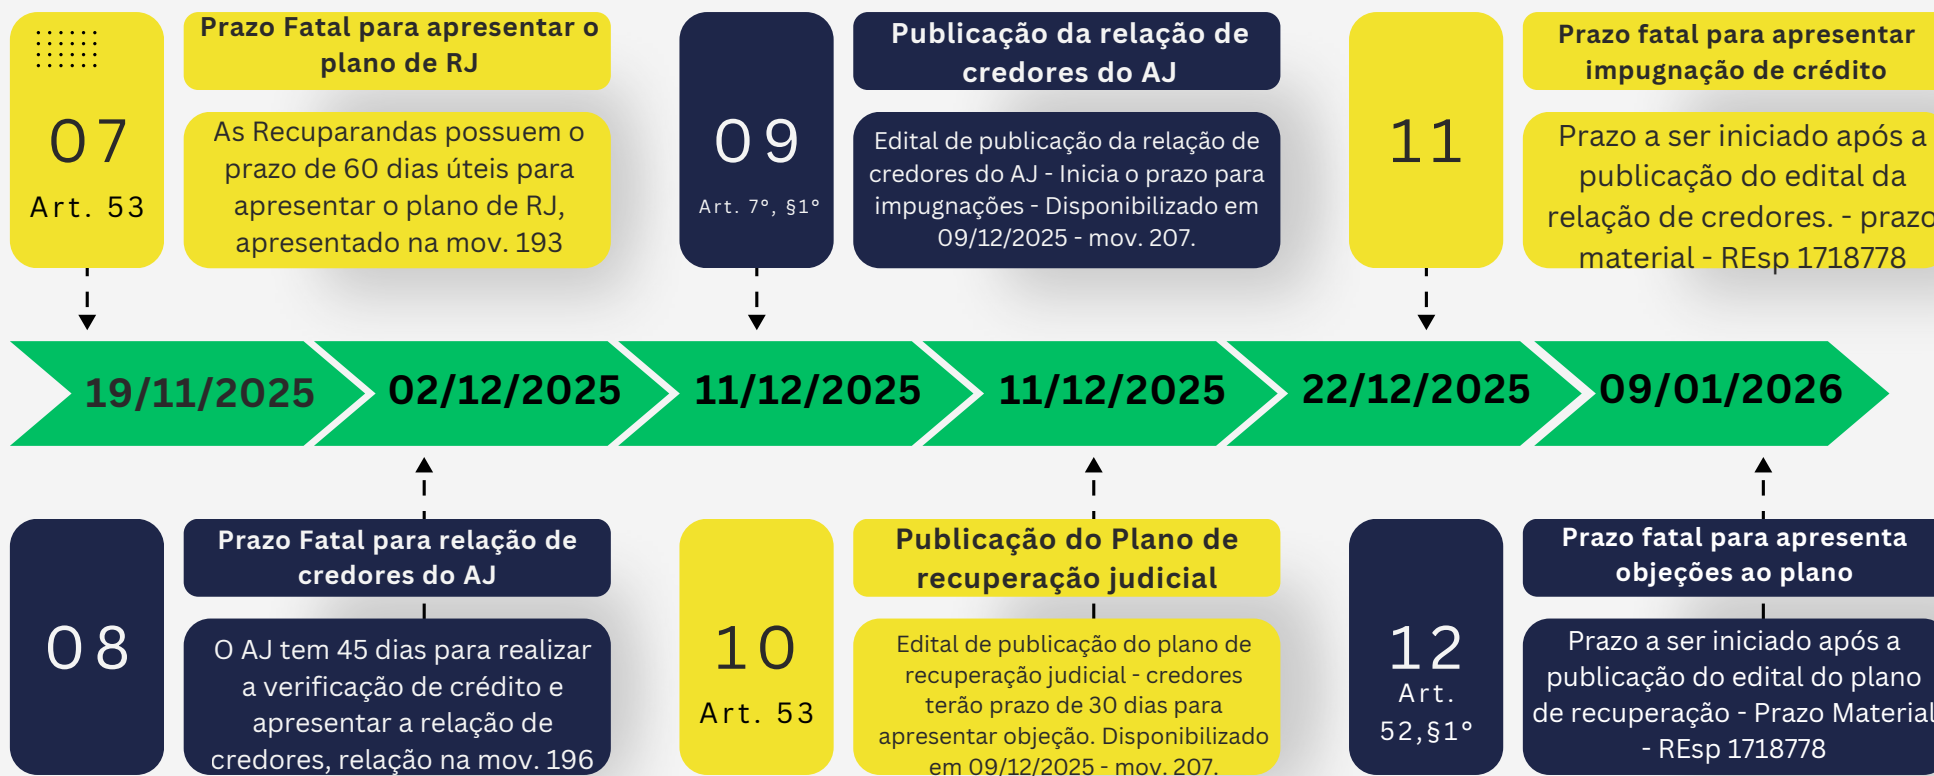 07
Art. 53
Prazo Fatal para apresentar o
plano de RJ
As Recuparandas possuem o
prazo de 60 dias úteis para
apresentar o plano de RJ,
apresentado na mov. 193
09
Art. 7º, §1º
Publicação da relação de
credores do AJ
Edital de publicação da relação de
credores do AJ - Inicia o prazo para
impugnações - Disponibilizado em
09/12/2025 - mov. 207.
11
Prazo fatal para apresentar
impugnação de crédito
Prazo a ser iniciado após a
publicação do edital da
relação de credores. - prazo
material - REsp 1718778
19/11/2025
02/12/2025
11/12/2025
11/12/2025
22/12/2025
09/01/2026
08
Prazo Fatal para relação de
credores do AJ
O AJ tem 45 dias para realizar
a verificação de crédito e
apresentar a relação de
credores, relação na mov. 196
10
Art. 53
Publicação do Plano de
recuperação judicial
Edital de publicação do plano de
recuperação judicial - credores
terão prazo de 30 dias para
apresentar objeção. Disponibilizado
em 09/12/2025 - mov. 207.
12
Art.
52,§1º
Prazo fatal para apresenta
objeções ao plano
Prazo a ser iniciado após a
publicação do edital do plano
de recuperação - Prazo Material
- REsp 1718778